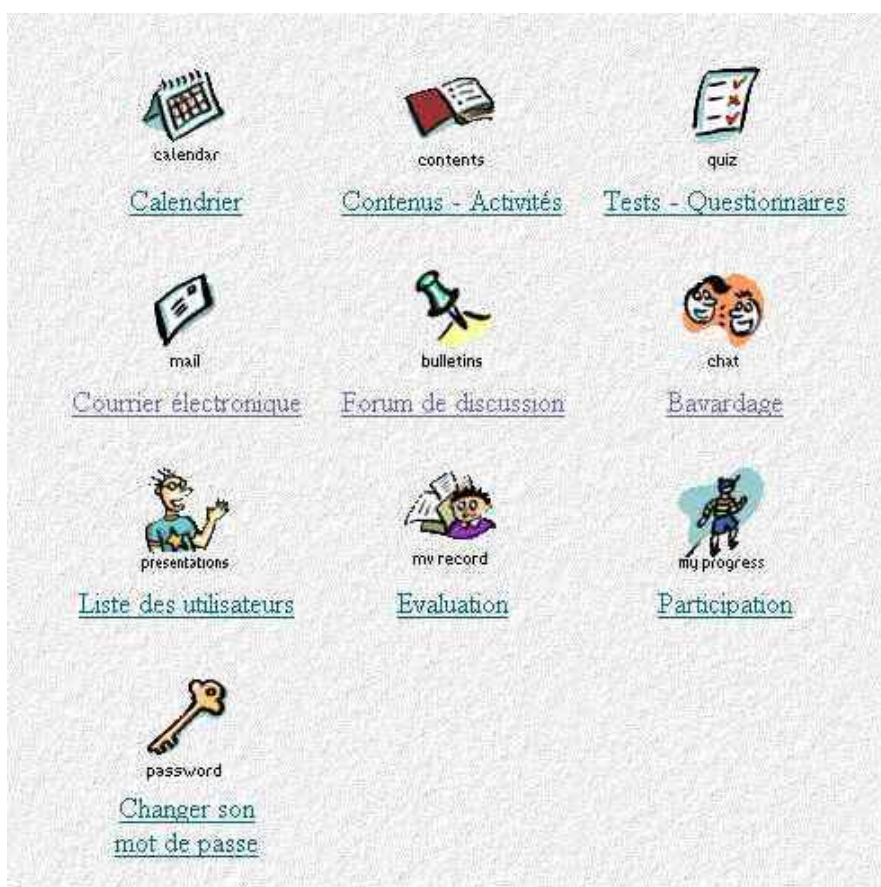 calendar contents quiz
Calendrier Contenus - Activités Tests - Questionnaires
mail bulletins chat
Courrier électronique Forum de discussion Bavardage
presentations my record my progress
Liste des utilisateurs Evaluation Participation
password
Changer son
mot de passe